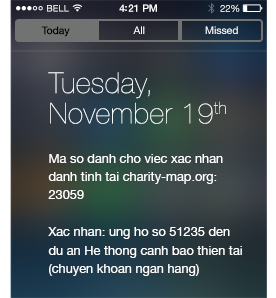 BELL 4:21 PM 22%
Today All Missed
Tuesday,
November 19th
Ma so danh cho viec xac nhan
danh tinh tai charity-map.org:
23059
Xac nhan: ung ho so 51235 den
du an He thong canh bao thien tai
(chuyen khoan ngan hang)